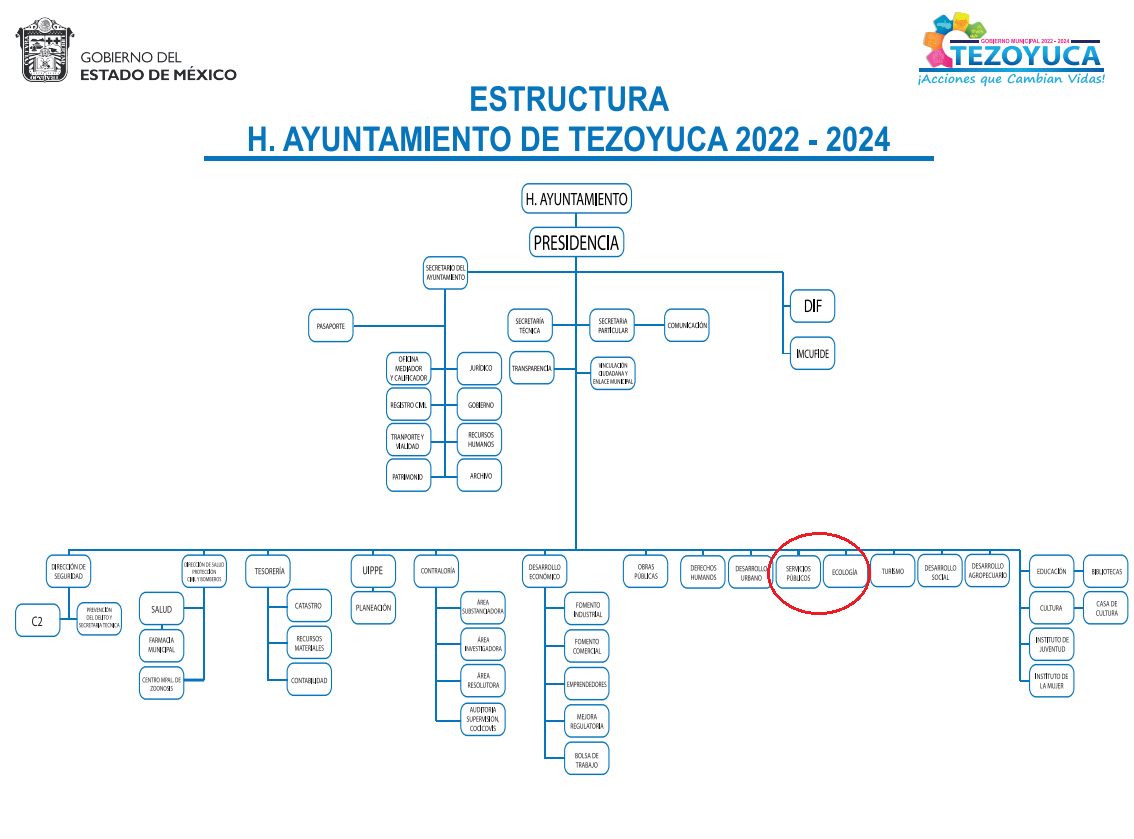 GOBIERNO DEL
ESTADO DE MÉXICO
GOBIERNO MUNICIPAL 2022 - 2024
TEZOYUCA
¡Acciones que Cambian Vidas!
ESTRUCTURA
H. AYUNTAMIENTO DE TEZOYUCA 2022 - 2024
H. AYUNTAMIENTO
PRESIDENCIA
SECRETARIO DEL
AYUNTAMIENTO
DIF
IMCUFIDE
PASAPORTE
SECRETARÍA
TÉCNICA
SECRETARIA
PARTICULAR
COMUNICACIÓN
TRANSPARENCIA
VINCULACIÓN
CIUDADANA Y
ENLACE MUNICIPAL
OFICINA
MEDIADOR
Y CALIFICADOR
JURÍDICO
REGISTRO CIVIL
GOBIERNO
TRANPORTE Y
VIALIDAD
RECURSOS
HUMANOS
PATRIMONIO
ARCHIVO
DIRECCIÓN DE
SEGURIDAD
C2
PREVENCIÓN
DEL DELITO Y
SECRETARIA TECNICA
DIRECCIÓN DE SALUD
PROTECCIÓN
CIVIL Y BOMBEROS
SALUD
FARMACIA
MUNICIPAL
CENTRO MPAL. DE
ZOONOSIS
TESORERÍA
CATASTRO
RECURSOS
MATERIALES
CONTABILIDAD
UIPPE
PLANEACIÓN
CONTRALORÍA
ÁREA
SUBSTANCIADORA
ÁREA
INVESTIGADORA
ÁREA
RESOLUTORA
AUDITORIA
SUPERVISION,
COCICOVIS
DESARROLLO
ECONÓMICO
FOMENTO
INDUSTRIAL
FOMENTO
COMERCIAL
EMPRENDEDORES
MEJORA
REGULATORIA
BOLSA DE
TRABAJO
OBRAS
PÚBLICAS
DERECHOS
HUMANOS
DESARROLLO
URBANO
SERVICIOS
PÚBLICOS
ECOLOGÍA
TURISMO
DESARROLLO
SOCIAL
DESARROLLO
AGROPECUARIO
EDUCACIÓN
BIBLIOTECAS
CULTURA
CASA DE
CULTURA
INSTITUTO DE
JUVENTUD
INSTITUTO DE
LA MUJER